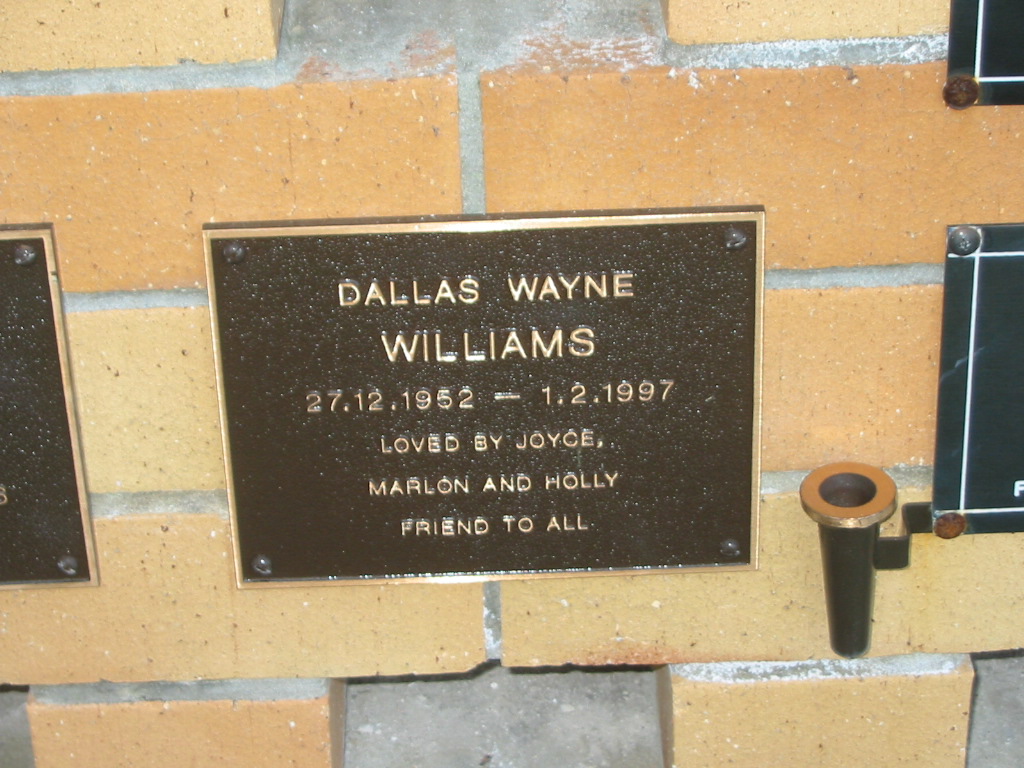 DALLAS WAYNE
WILLIAMS
27.12.1952 — 1.2.1997
LOVED BY JOYCE,
MARLON AND HOLLY
FRIEND TO ALL